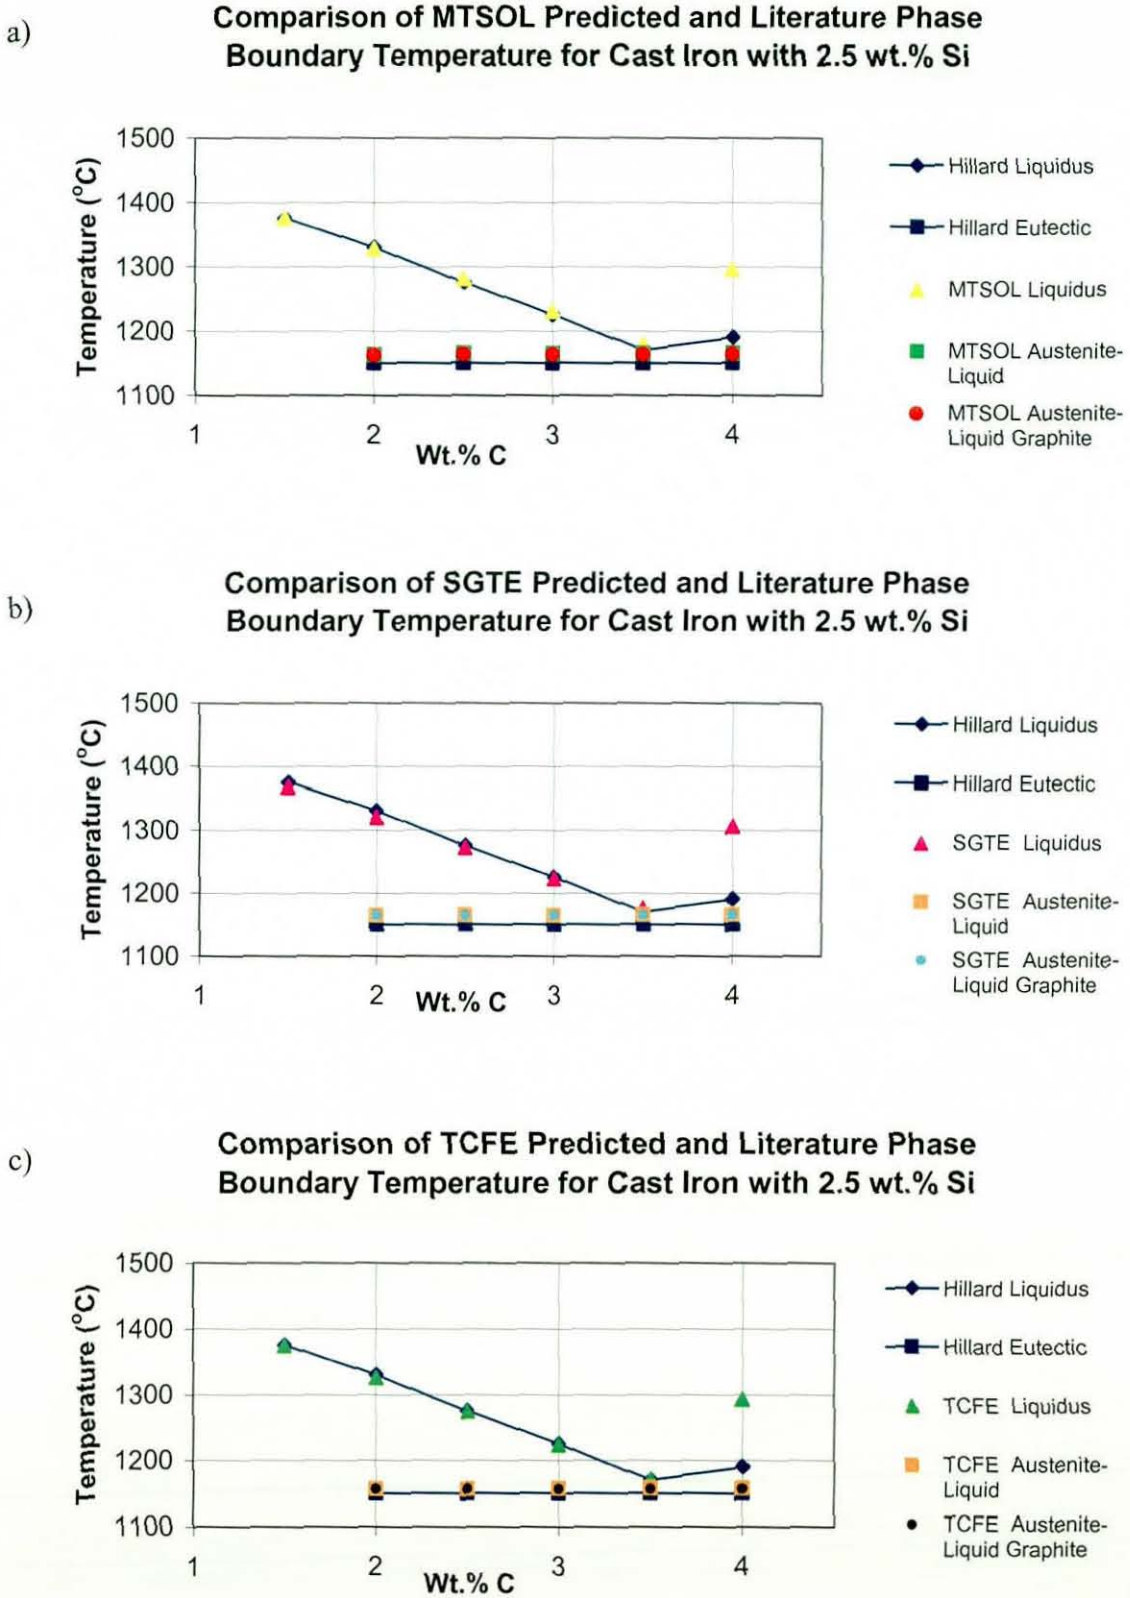 a)
Comparison of MTSOL Predicted and Literature Phase
Boundary Temperature for Cast Iron with 2.5 wt.% Si
1500
1400
1300
1200
1100
Temperature (°C)
1 2 3 4
Wt.% C
Hillard Liquidus
Hillard Eutectic
MTSOL Liquidus
MTSOL Austenite-
Liquid
MTSOL Austenite-
Liquid Graphite
b)
Comparison of SGTE Predicted and Literature Phase
Boundary Temperature for Cast Iron with 2.5 wt.% Si
1500
1400
1300
1200
1100
Temperature (°C)
1 2 3 4
Wt.% C
Hillard Liquidus
Hillard Eutectic
SGTE Liquidus
SGTE Austenite-
Liquid
SGTE Austenite-
Liquid Graphite
c)
Comparison of TCFE Predicted and Literature Phase
Boundary Temperature for Cast Iron with 2.5 wt.% Si
1500
1400
1300
1200
1100
Temperature (°C)
1 2 3 4
Wt.% C
Hillard Liquidus
Hillard Eutectic
TCFE Liquidus
TCFE Austenite-
Liquid
TCFE Austenite-
Liquid Graphite